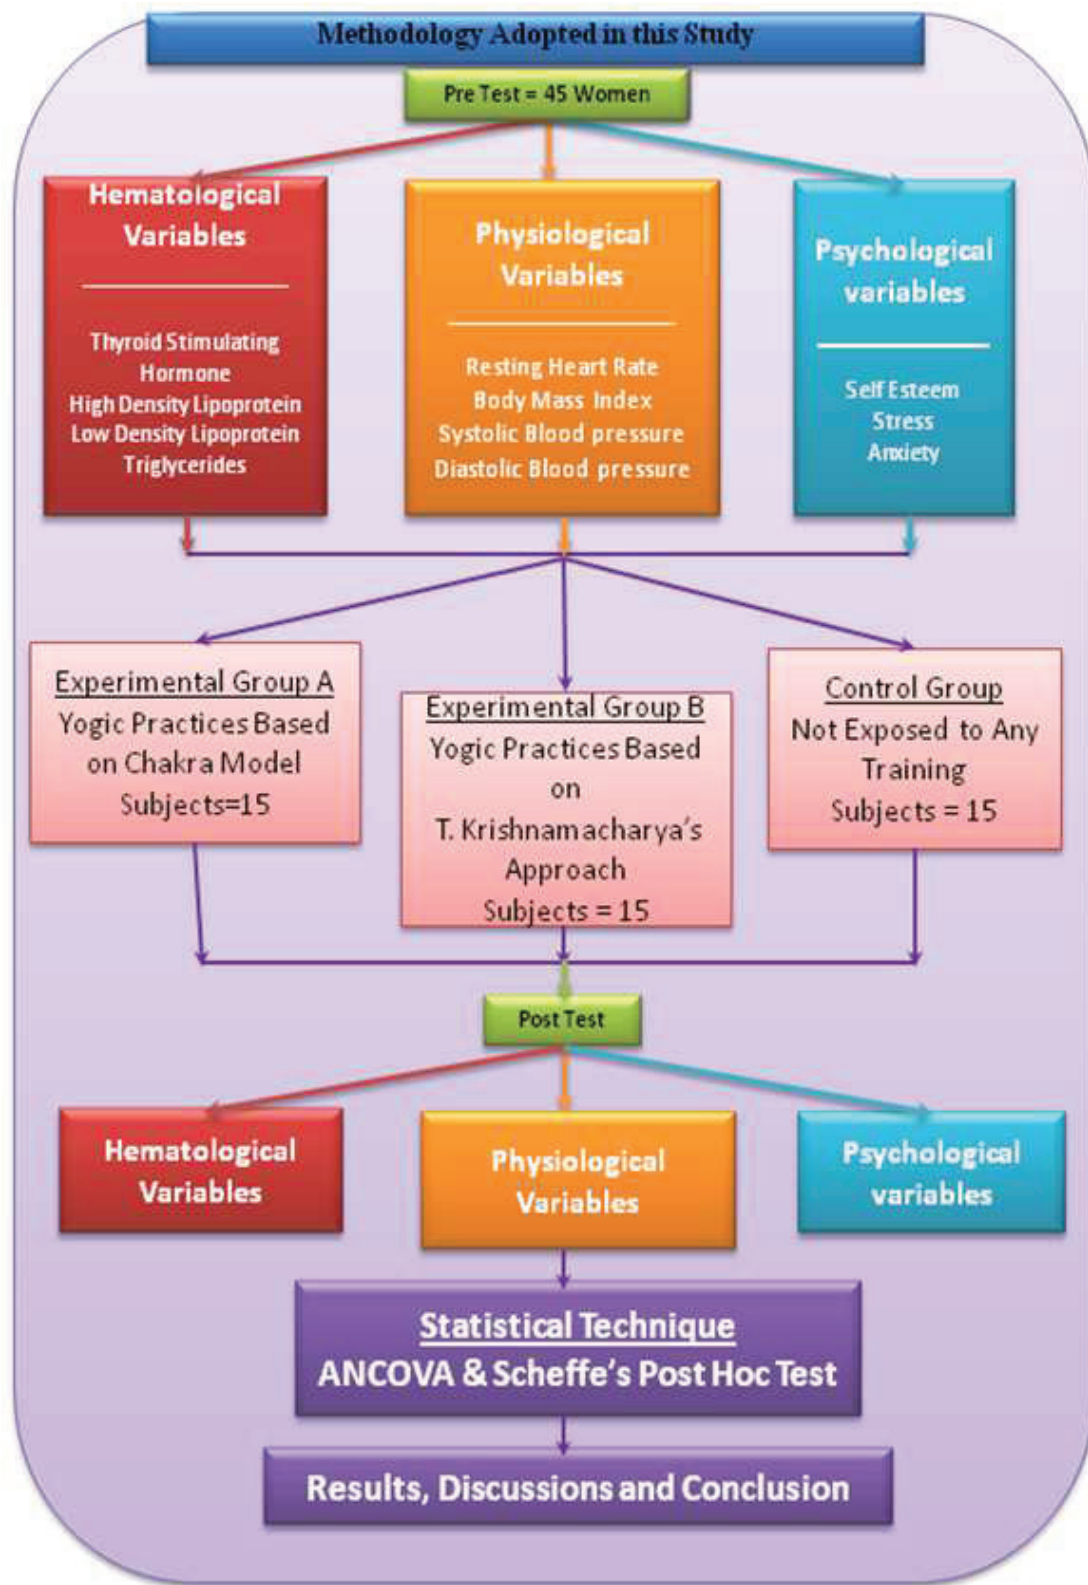 Methodology Adopted in this Study
Pre Test = 45 Women
Hematological
Variables
Thyroid Stimulating
Hormone
High Density Lipoprotein
Low Density Lipoprotein
Triglycerides
Physiological
Variables
Resting Heart Rate
Body Mass Index
Systolic Blood pressure
Diastolic Blood pressure
Psychological
variables
Self Esteem
Stress
Anxiety
Experimental Group A
Yogic Practices Based
on Chakra Model
Subjects=15
Experimental Group B
Yogic Practices Based
on
T. Krishnamacharya’s
Approach
Subjects = 15
Control Group
Not Exposed to Any
Training
Subjects = 15
Post Test
Hematological
Variables
Physiological
Variables
Psychological
variables
Statistical Technique
ANCOVA & Scheffe’s Post Hoc Test
Results, Discussions and Conclusion